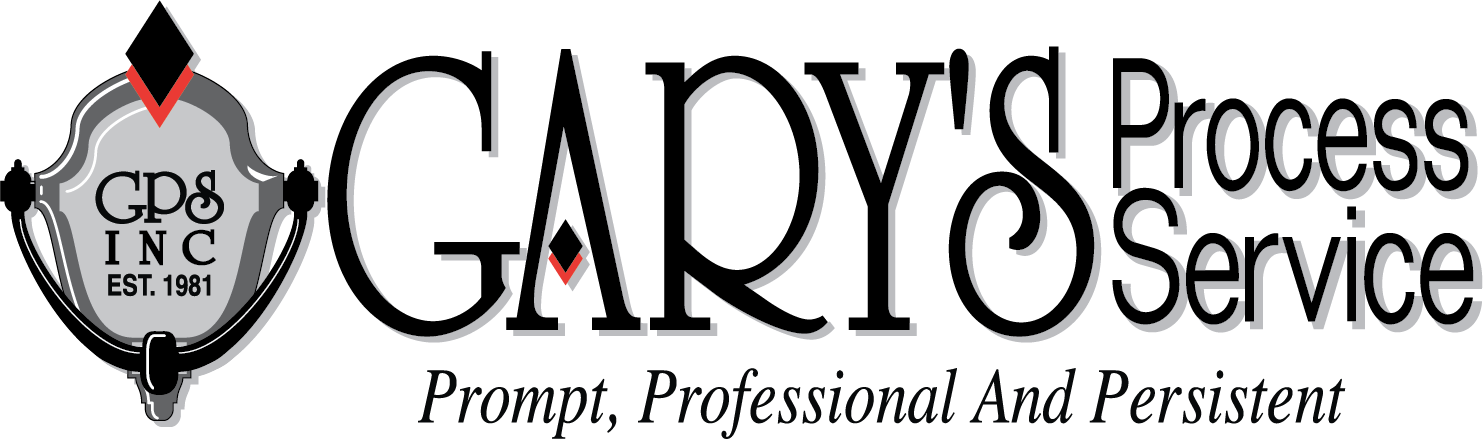 GPS
INC
EST. 1981
GARY'S Process
Service
Prompt, Professional And Persistent